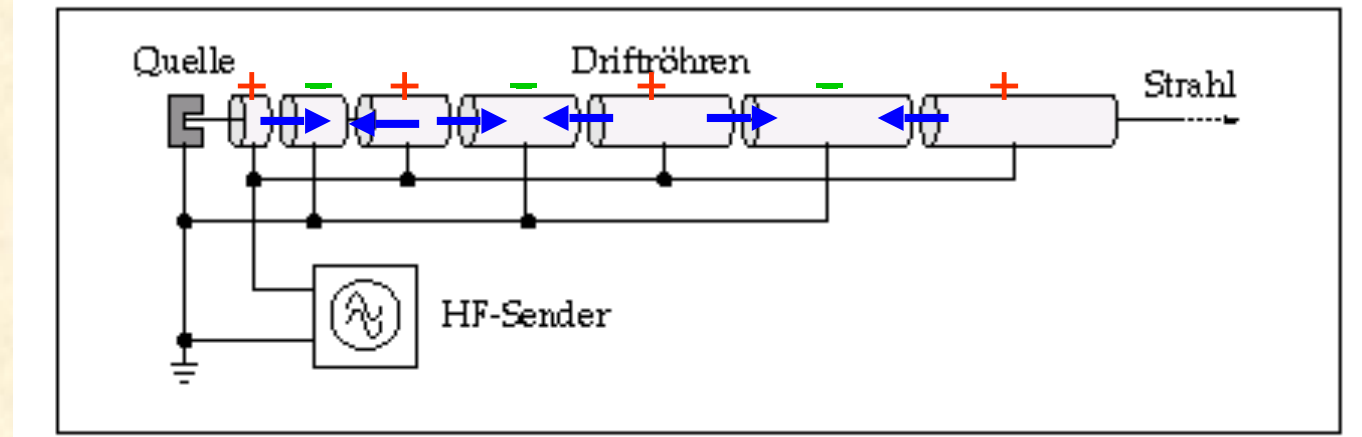 Quelle
Driftröhren
Strahl
+ − + − + − +
HF-Sender